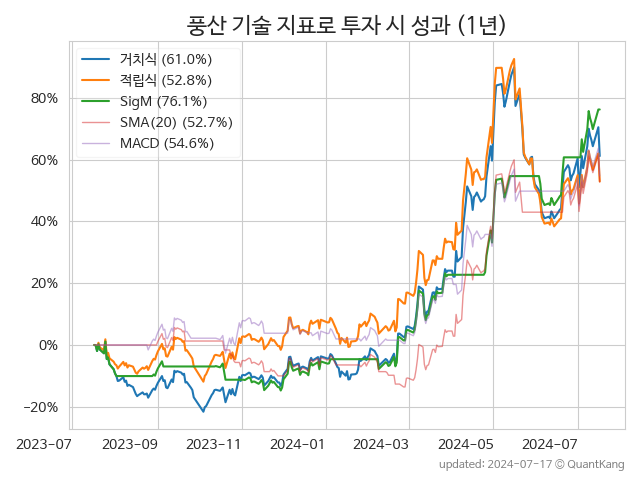 풍산 기술 지표로 투자 시 성과 (1년)
거치식 (61.0%)
적립식 (52.8%)
SigM (76.1%)
SMA(20) (52.7%)
MACD (54.6%)
80%
60%
40%
20%
0%
−20%
2023-07 2023-09 2023-11 2024-01 2024-03 2024-05 2024-07
updated: 2024-07-17 © QuantKang